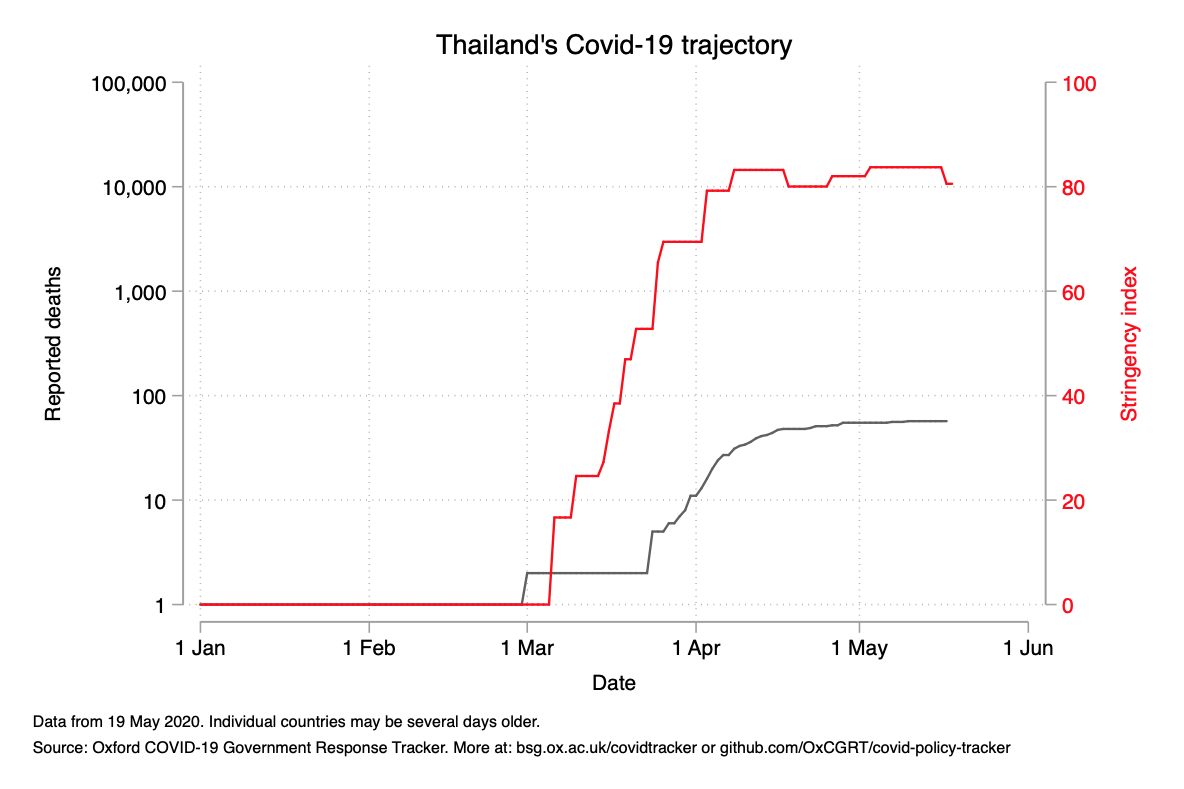 Thailand's Covid-19 trajectory
100,000
10,000
1,000
100
10
1
Reported deaths
100
80
60
40
20
0
Stringency index
1 Jan 1 Feb 1 Mar 1 Apr 1 May 1 Jun
Date
Data from 19 May 2020. Individual countries may be several days older.
Source: Oxford COVID-19 Government Response Tracker. More at: bsg.ox.ac.uk/covidtracker or github.com/OxCGRT/covid-policy-tracker